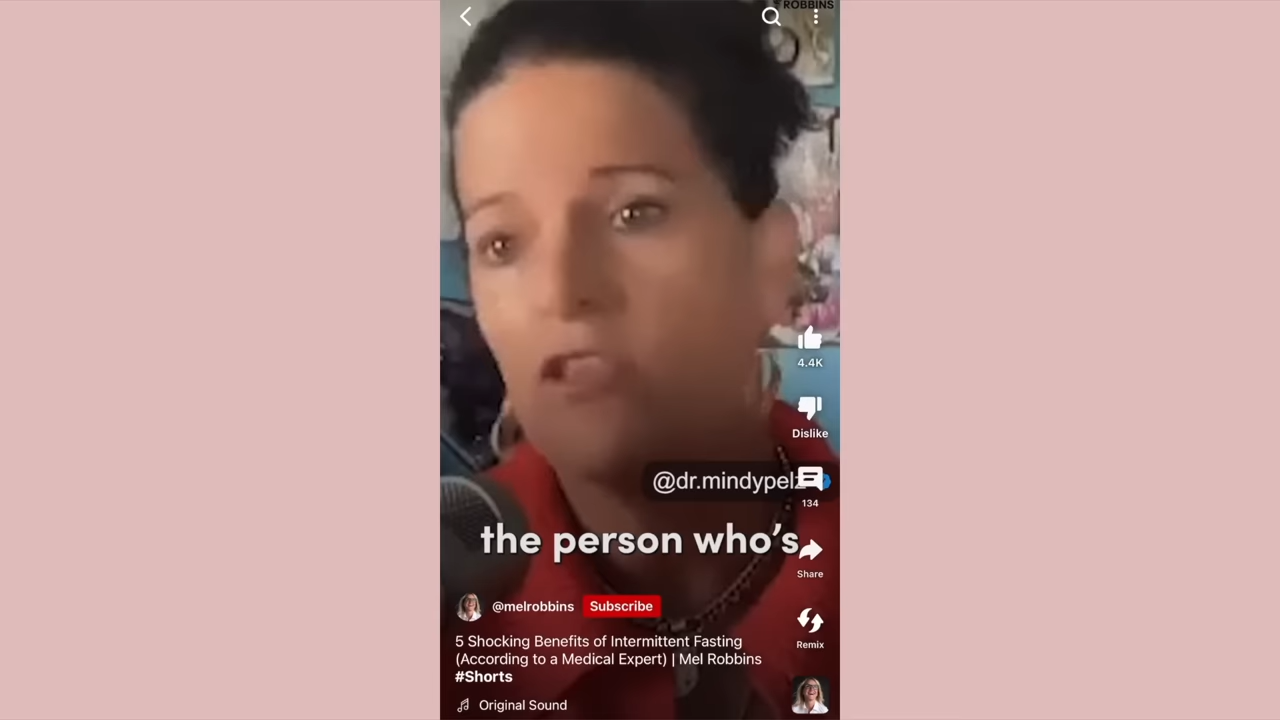 ROBBINS
4.4K
Dislike
@dr.mindypelz
134
the person who's
Share
@melrobbins
Subscribe
5 Shocking Benefits of Intermittent Fasting
(According to a Medical Expert) | Mel Robbins
#Shorts
Remix
Original Sound